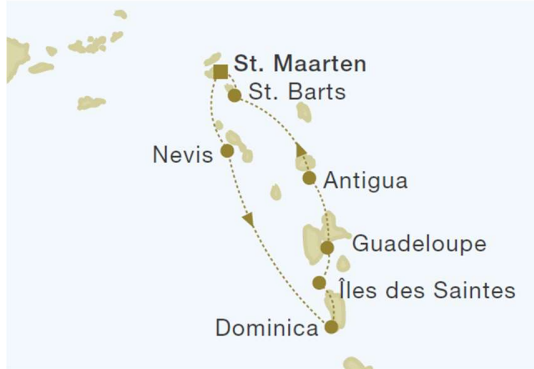 St. Maarten
St. Barts
Nevis
Antigua
Guadeloupe
Îles des Saintes
Dominica